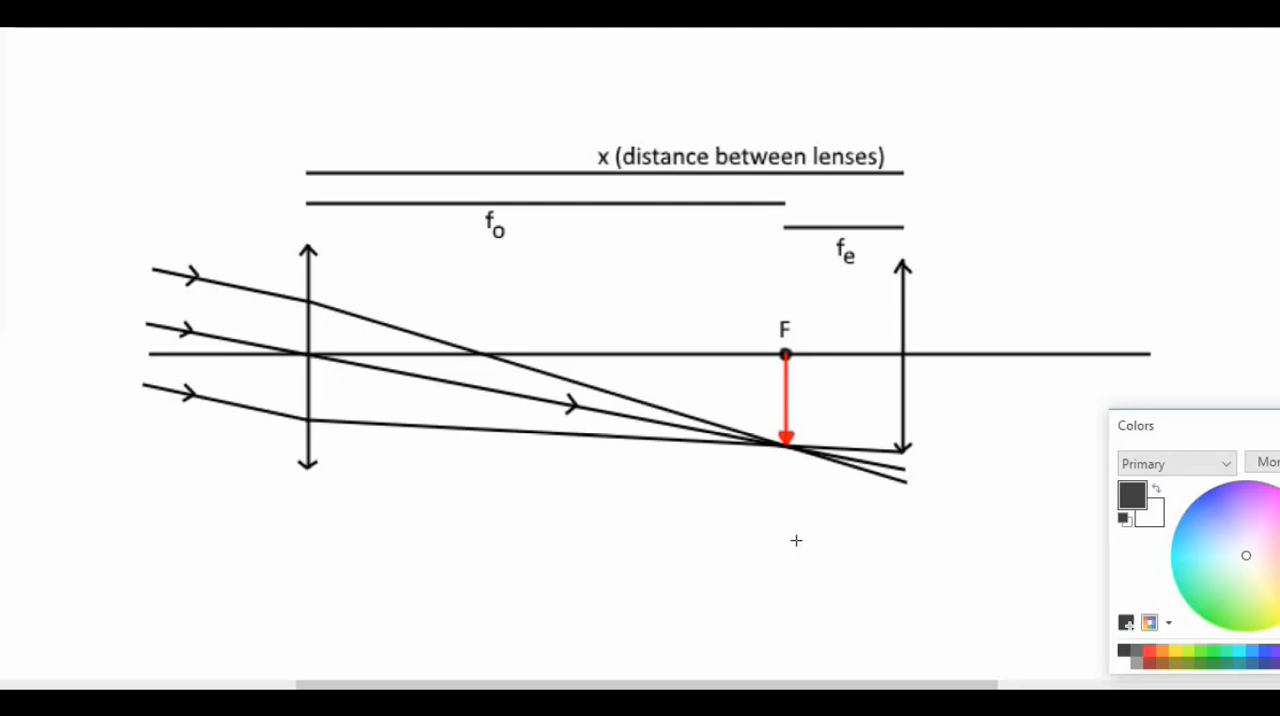 x (distance between lenses)
fo
fe
F
Colors
Primary